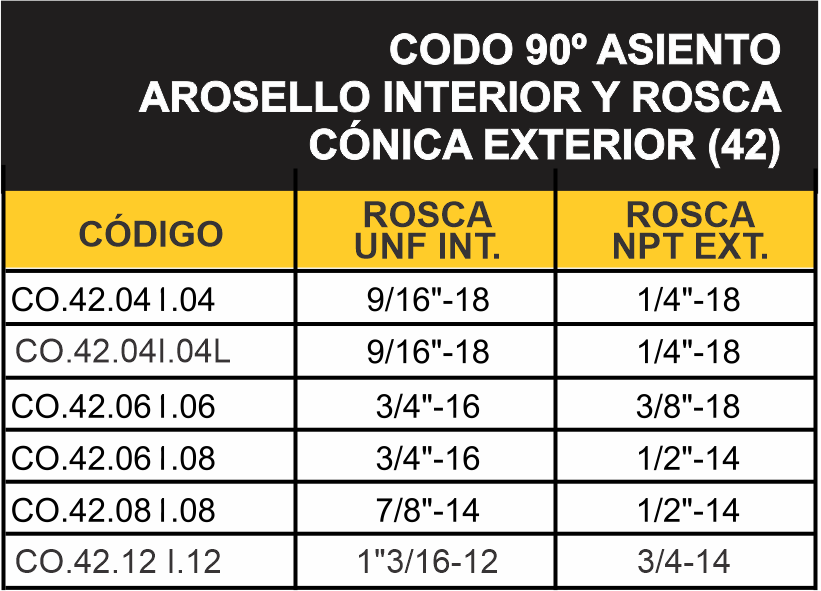 CODO 90º ASIENTO
AROSELLO INTERIOR Y ROSCA
CÓNICA EXTERIOR (42)
CÓDIGO ROSCA UNF INT. ROSCA NPT EXT.
CO.42.04 I.04 9/16"-18 1/4"-18
CO.42.04I.04L 9/16"-18 1/4"-18
CO.42.06 I.06 3/4"-16 3/8"-18
CO.42.06 I.08 3/4"-16 1/2"-14
CO.42.08 I.08 7/8"-14 1/2"-14
CO.42.12 I.12 1"3/16-12 3/4-14